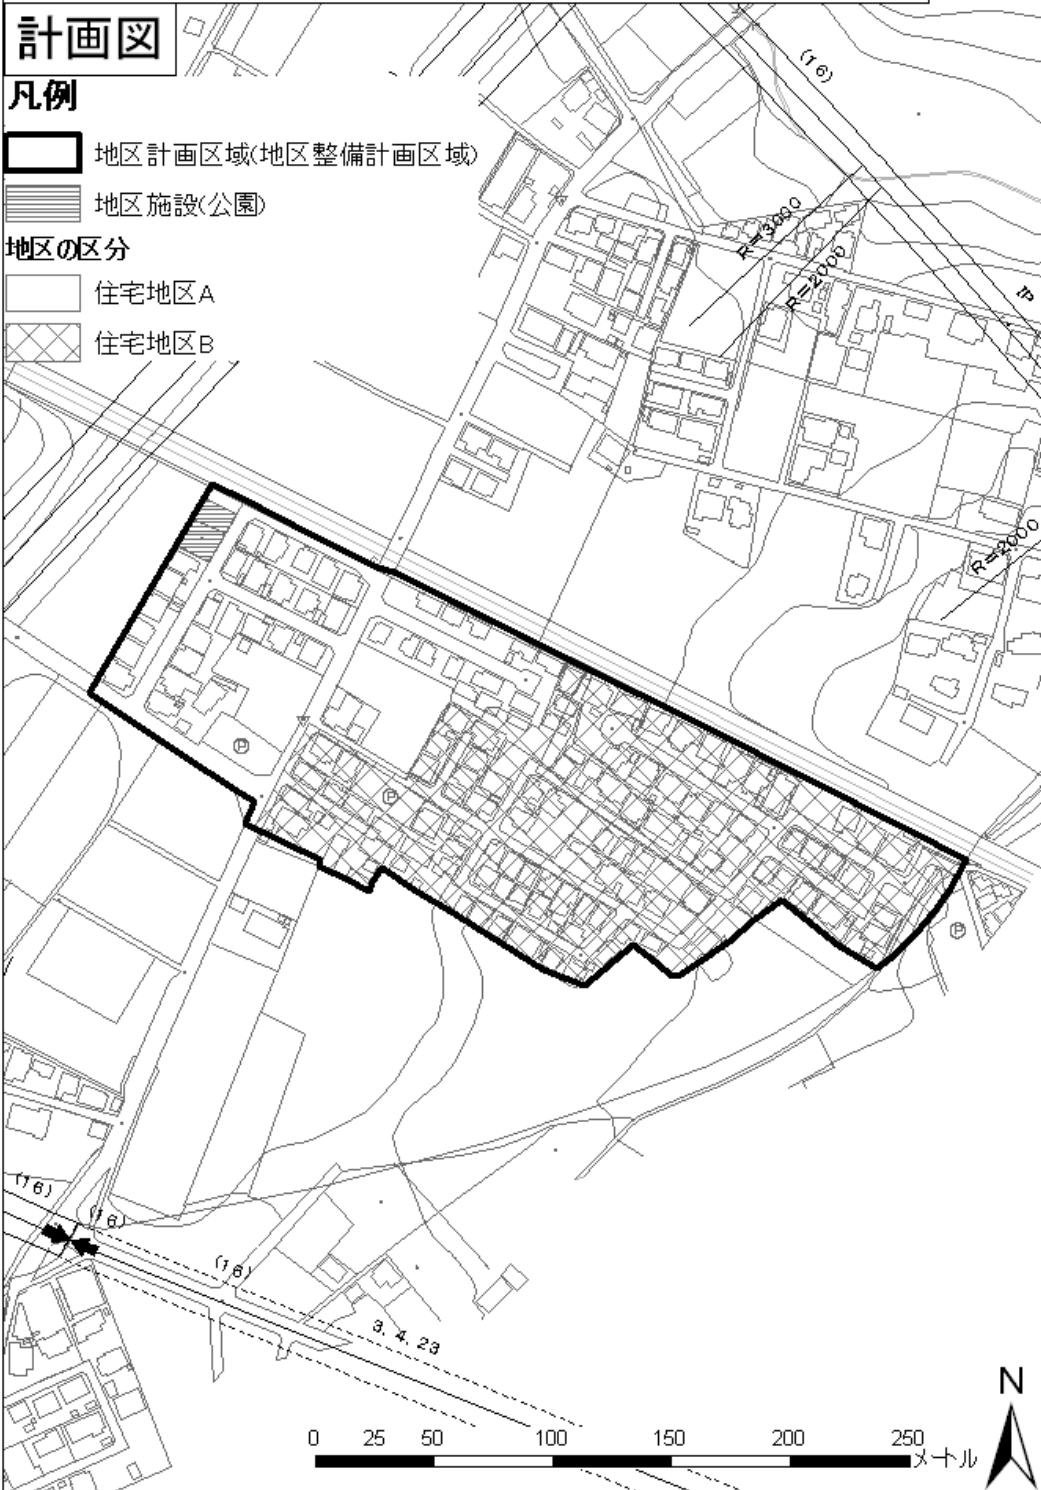 計画図
凡例
地区計画区域(地区整備計画区域)
地区施設(公園)
地区の区分
住宅地区A
住宅地区B
(16)
R=3000
R=2000
R=2000
P
P
P
(16)
(16)
(16)
3, 4, 23
N
0 25 50 100 150 200 250
メートル